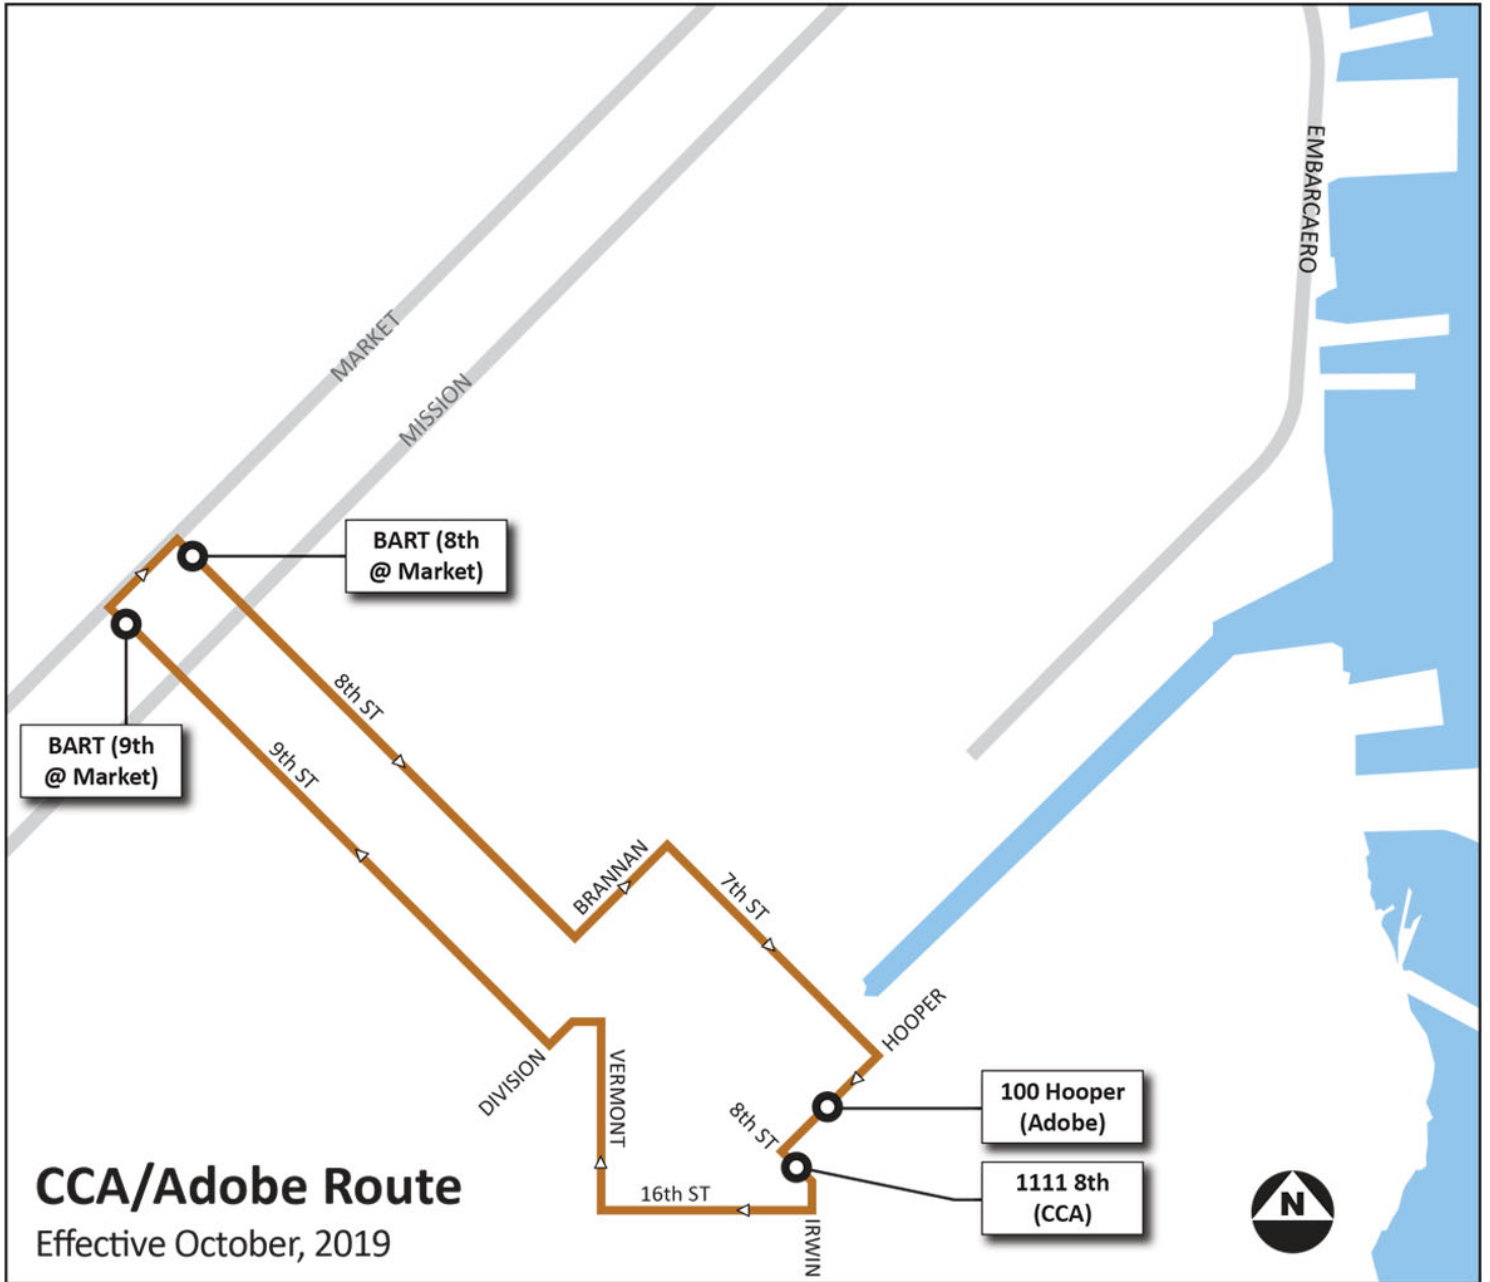 EMBARCAERO
MARKET
MISSION
BART (8th
@ Market)
8th ST
BART (9th
@ Market)
9th ST
BRANNAN
7th ST
HOOPER
DIVISION
VERMONT
100 Hooper
(Adobe)
8th ST
1111 8th
(CCA)
16th ST
IRWIN
CCA/Adobe Route
Effective October, 2019
N